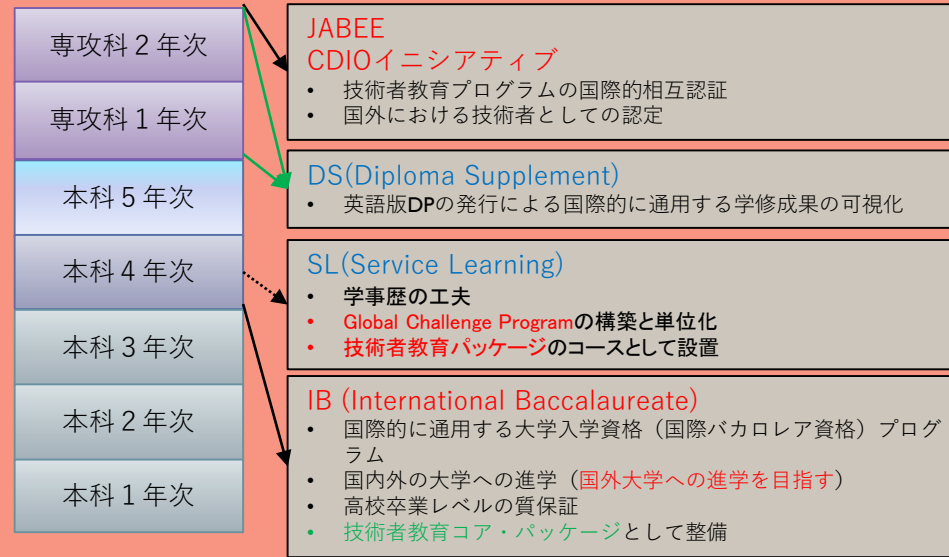 専攻科２年次
専攻科１年次
本科５年次
本科４年次
本科３年次
本科２年次
本科１年次
JABEE
CDIOイニシアティブ
• 技術者教育プログラムの国際的相互認証
• 国外における技術者としての認定
DS(Diploma Supplement)
• 英語版DPの発行による国際的に通用する学修成果の可視化
SL(Service Learning)
• 学事歴の工夫
• Global Challenge Programの構築と単位化
• 技術者教育パッケージのコースとして設置
IB (International Baccalaureate)
• 国際的に通用する大学入学資格（国際バカロレア資格）プログ
ラム
• 国内外の大学への進学（国外大学への進学を目指す）
• 高校卒業レベルの質保証
• 技術者教育コア・パッケージとして整備